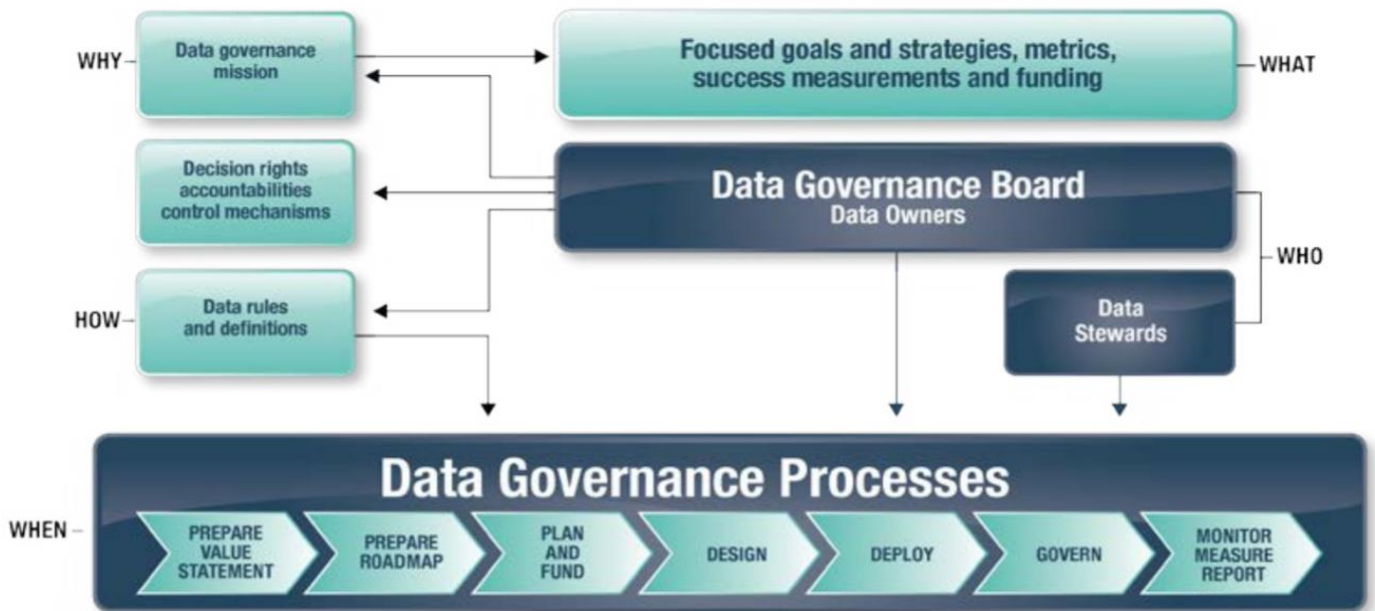 WHY
Data governance
mission
Focused goals and strategies, metrics,
success measurements and funding
WHAT
Decision rights
accountabilities
control mechanisms
Data Governance Board
Data Owners
WHO
HOW
Data rules
and definitions
Data
Stewards
Data Governance Processes
WHEN
PREPARE
VALUE
STATEMENT
PREPARE
ROADMAP
PLAN
AND
FUND
DESIGN
DEPLOY
GOVERN
MONITOR
MEASURE
REPORT